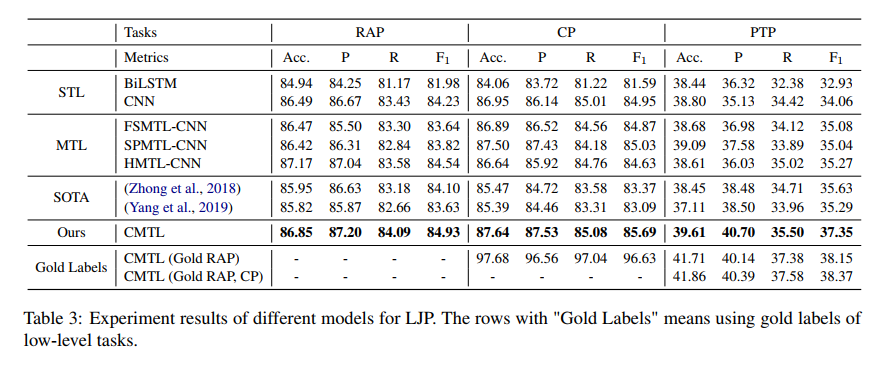 Tasks RAP CP PTP
Metrics Acc. P R F1 Acc. P R F1 Acc. P R F1
STL BiLSTM 84.94 84.25 81.17 81.98 84.06 83.72 81.22 81.59 38.44 36.32 32.38 32.93
CNN 86.49 86.67 83.43 84.23 86.95 86.14 85.01 84.95 38.80 35.13 34.42 34.06
MTL FSMTL-CNN 86.47 85.50 83.30 83.64 86.89 86.52 84.56 84.87 38.68 36.98 34.12 35.08
SPMTL-CNN 86.42 86.31 82.84 83.82 87.50 87.43 84.18 85.03 39.09 37.58 33.89 35.04
HMTL-CNN 87.17 87.04 83.58 84.54 86.64 85.92 84.76 84.63 38.61 36.03 35.02 35.27
SOTA (Zhong et al., 2018) 85.95 86.63 83.18 84.10 85.47 84.72 83.58 83.37 38.45 38.48 34.71 35.63
(Yang et al., 2019) 85.82 85.87 82.66 83.63 85.39 84.46 83.31 83.09 37.11 38.50 33.96 35.29
Ours CMTL 86.85 87.20 84.09 84.93 87.64 87.53 85.08 85.69 39.61 40.70 35.50 37.35
Gold Labels CMTL (Gold RAP) - - - - 97.68 96.56 97.04 96.63 41.71 40.14 37.38 38.15
CMTL (Gold RAP, CP) - - - - - - - - 41.86 40.39 37.58 38.37
Table 3: Experiment results of different models for LJP. The rows with "Gold Labels" means using gold labels of
low-level tasks.